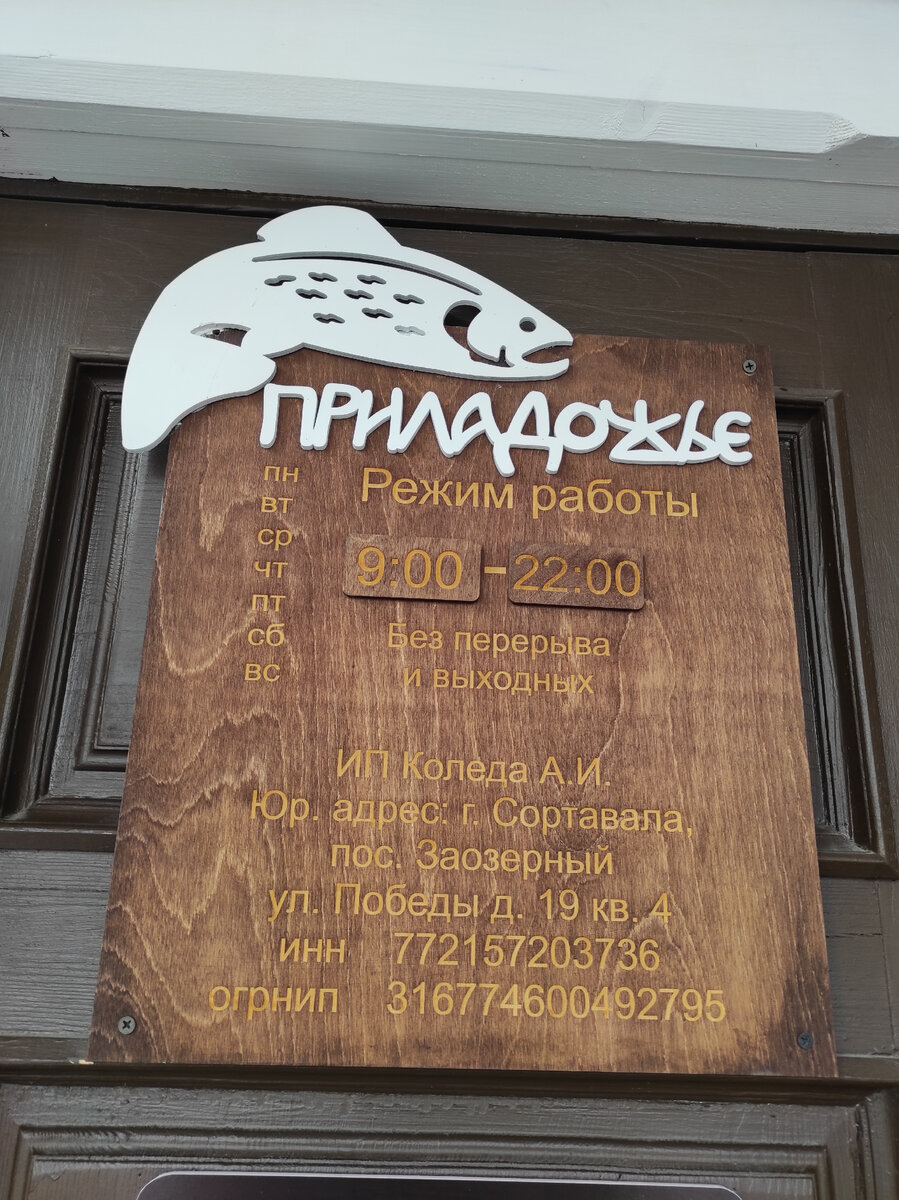 ПРИЛАДОЖЬЕ
Режим работы
пн
вт
ср
чт
пт
сб
вс
9:00 - 22:00
Без перерыва
и выходных
ИП Коледа А.И.
Юр. адрес: г. Сортавала,
пос. Заозерный
ул. Победы д. 19 кв. 4
инн 772157203736
огрнип 316774600492795